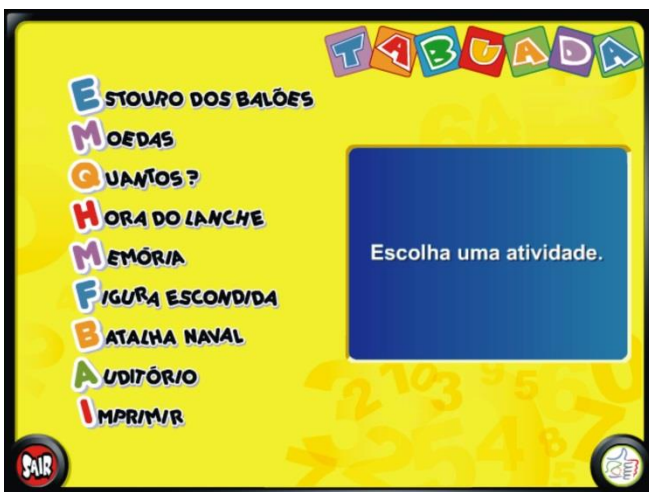 TABUADA
ESTOURO DOS BALÕES
MOEDAS
QUANTOS?
HORA DO LANCHE
MEMÓRIA
FIGURA ESCONDIDA
BATALHA NAVAL
AUDITÓRIO
IMPRIMIR
Escolha uma atividade.
SAIR